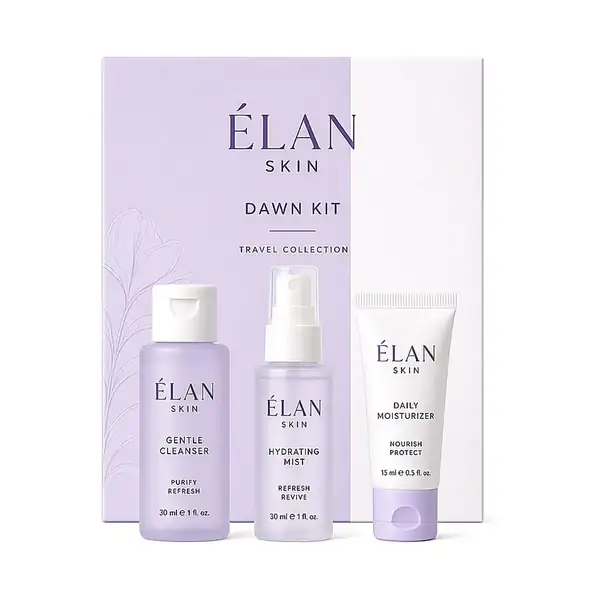 ÉLAN
SKIN
DAWN KIT
TRAVEL COLLECTION
ÉLAN
SKIN
GENTLE
CLEANSER
PURIFY
REFRESH
30 ml e 1 fl. oz.
ÉLAN
SKIN
HYDRATING
MIST
REFRESH
REVIVE
30 ml e 1 fl. oz.
ÉLAN
SKIN
DAILY
MOISTURIZER
NOURISH
PROTECT
15 ml e 0.5 fl. oz.